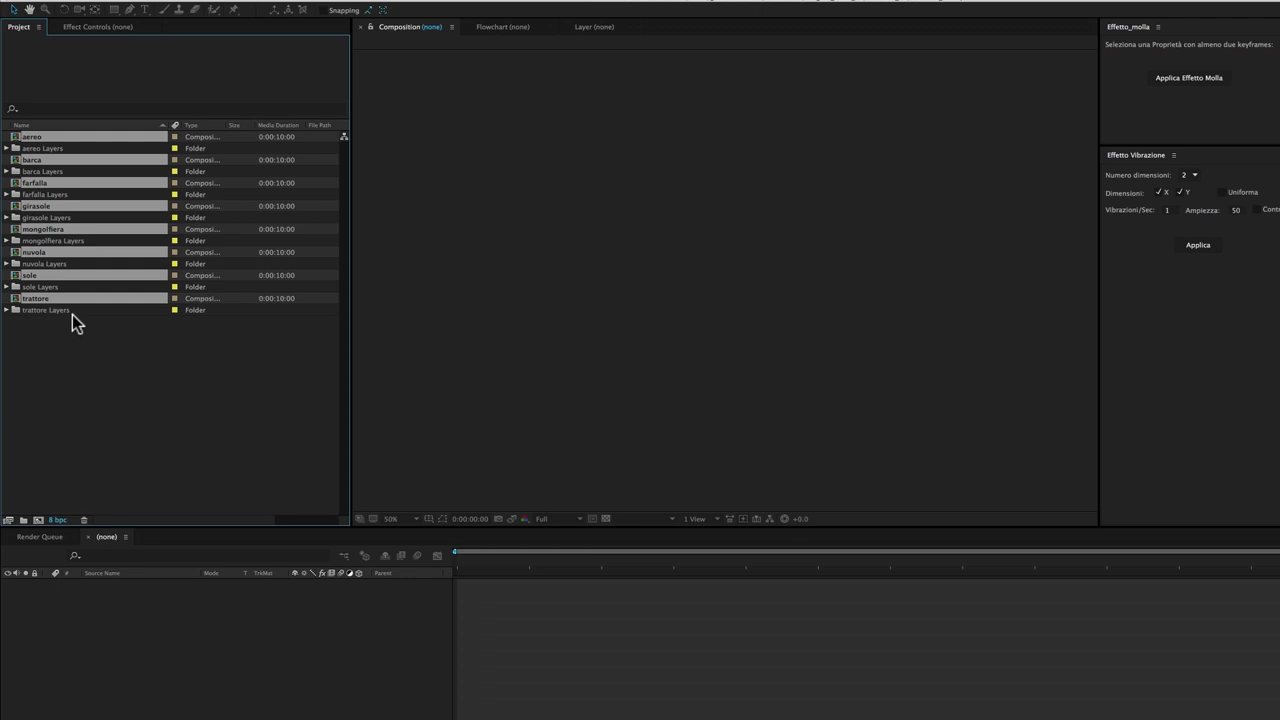 Snapping
Project
Effect Controls (none)
Composition (none)
Flowchart (none)
Layer (none)
Effetto_molla
Seleziona una Proprietà con almeno due keyframes:
Applica Effetto Molla
Name
Type
Size
Media Duration
File Path
aereo Composi... 0:00:10:00
aereo Layers Folder
barca Composi... 0:00:10:00
barca Layers Folder
farfalla Composi... 0:00:10:00
farfalla Layers Folder
girasole Composi... 0:00:10:00
girasole Layers Folder
mongolfiera Composi... 0:00:10:00
mongolfiera Layers Folder
nuvola Composi... 0:00:10:00
nuvola Layers Folder
sole Composi... 0:00:10:00
sole Layers Folder
trattore Composi... 0:00:10:00
trattore Layers Folder
Effetto Vibrazione
Numero dimensioni: 2
Dimensioni: X Y Uniforma
Vibrazioni/Sec: 1 Ampiezza: 50 Contr
Applica
8 bpc
50%
0:00:00:00
Full
1 View
+0.0
Render Queue
(none)
# Source Name Mode T TrkMat Parent